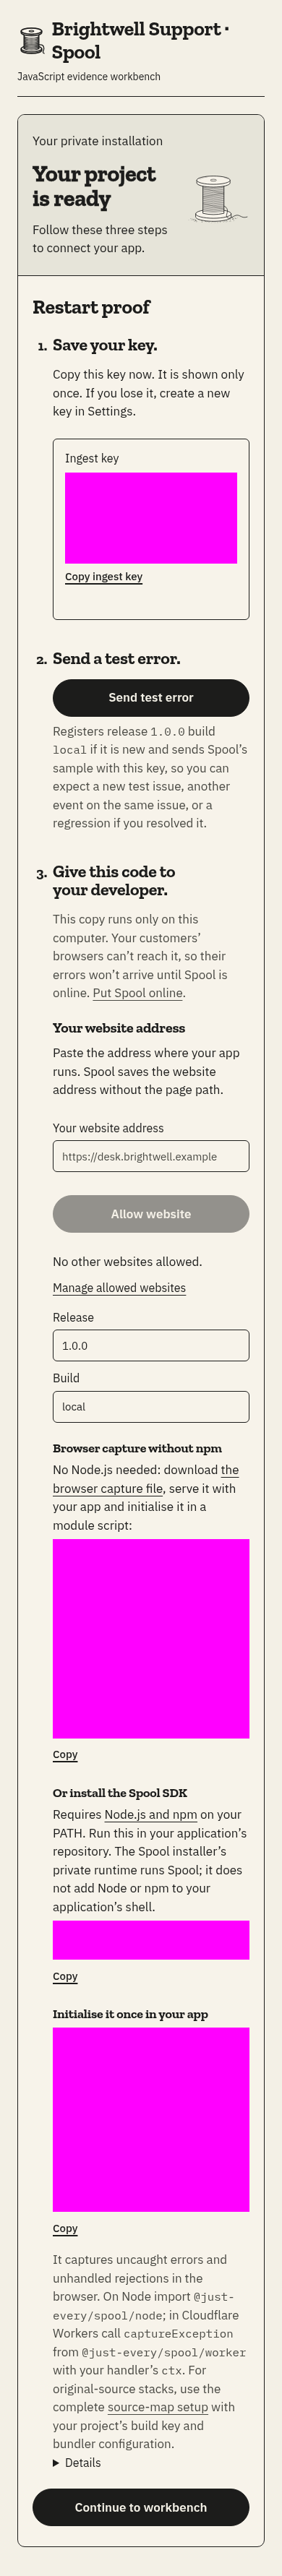 Brightwell Support ·
Spool
JavaScript evidence workbench
Your private installation
Your project
is ready
Follow these three steps
to connect your app.
Restart proof
1. Save your key.
Copy this key now. It is shown only
once. If you lose it, create a new
key in Settings.
Ingest key
Copy ingest key
2. Send a test error.
Send test error
Registers release 1.0.0 build
local if it is new and sends Spool’s
sample with this key, so you can
expect a new test issue, another
event on the same issue, or a
regression if you resolved it.
3. Give this code to
your developer.
This copy runs only on this
computer. Your customers’
browsers can’t reach it, so their
errors won’t arrive until Spool is
online. Put Spool online.
Your website address
Paste the address where your app
runs. Spool saves the website
address without the page path.
Your website address
https://desk.brightwell.example
Allow website
No other websites allowed.
Manage allowed websites
Release
1.0.0
Build
local
Browser capture without npm
No Node.js needed: download the
browser capture file, serve it with
your app and initialise it in a
module script:
Copy
Or install the Spool SDK
Requires Node.js and npm on your
PATH. Run this in your application’s
repository. The Spool installer’s
private runtime runs Spool; it does
not add Node or npm to your
application’s shell.
Copy
Initialise it once in your app
Copy
It captures uncaught errors and
unhandled rejections in the
browser. On Node import @just-
every/spool/node; in Cloudflare
Workers call captureException
from @just-every/spool/worker
with your handler’s ctx. For
original-source stacks, use the
complete source-map setup with
your project’s build key and
bundler configuration.
Details
Continue to workbench